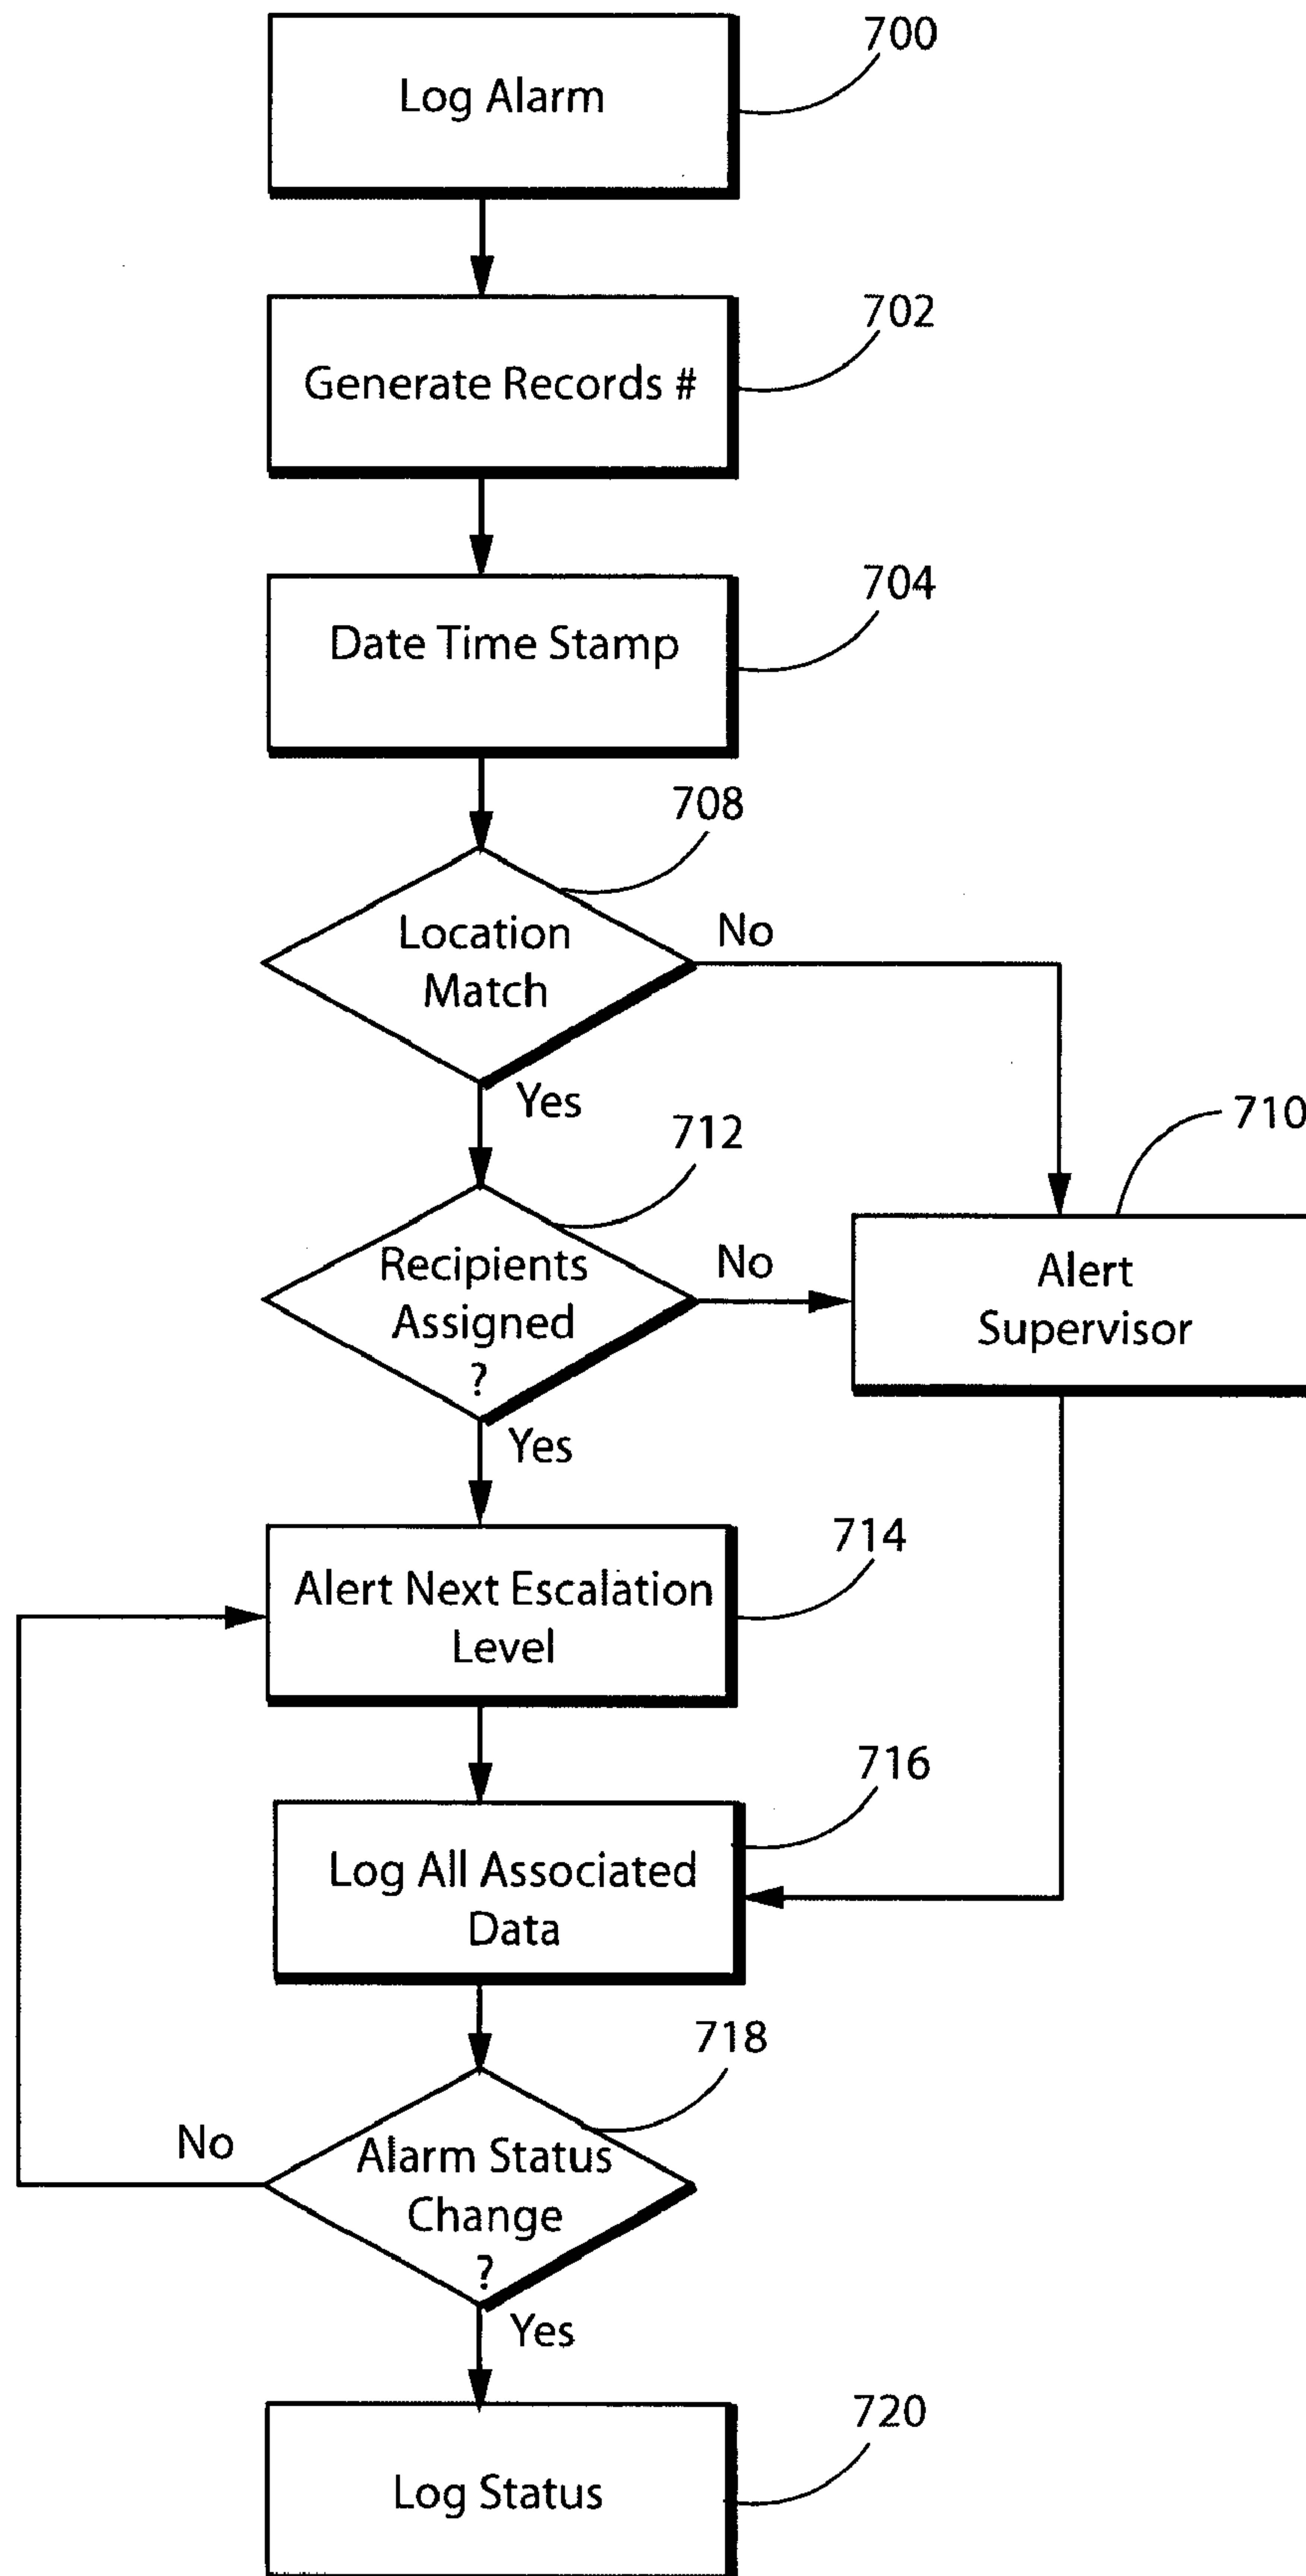 700
Log Alarm
702
Generate Records #
704
Date Time Stamp
708
Location
Match
No
Yes
710
712
Recipients
Assigned
?
No
Alert
Supervisor
Yes
714
Alert Next Escalation
Level
716
Log All Associated
Data
718
No
Alarm Status
Change
?
Yes
720
Log Status